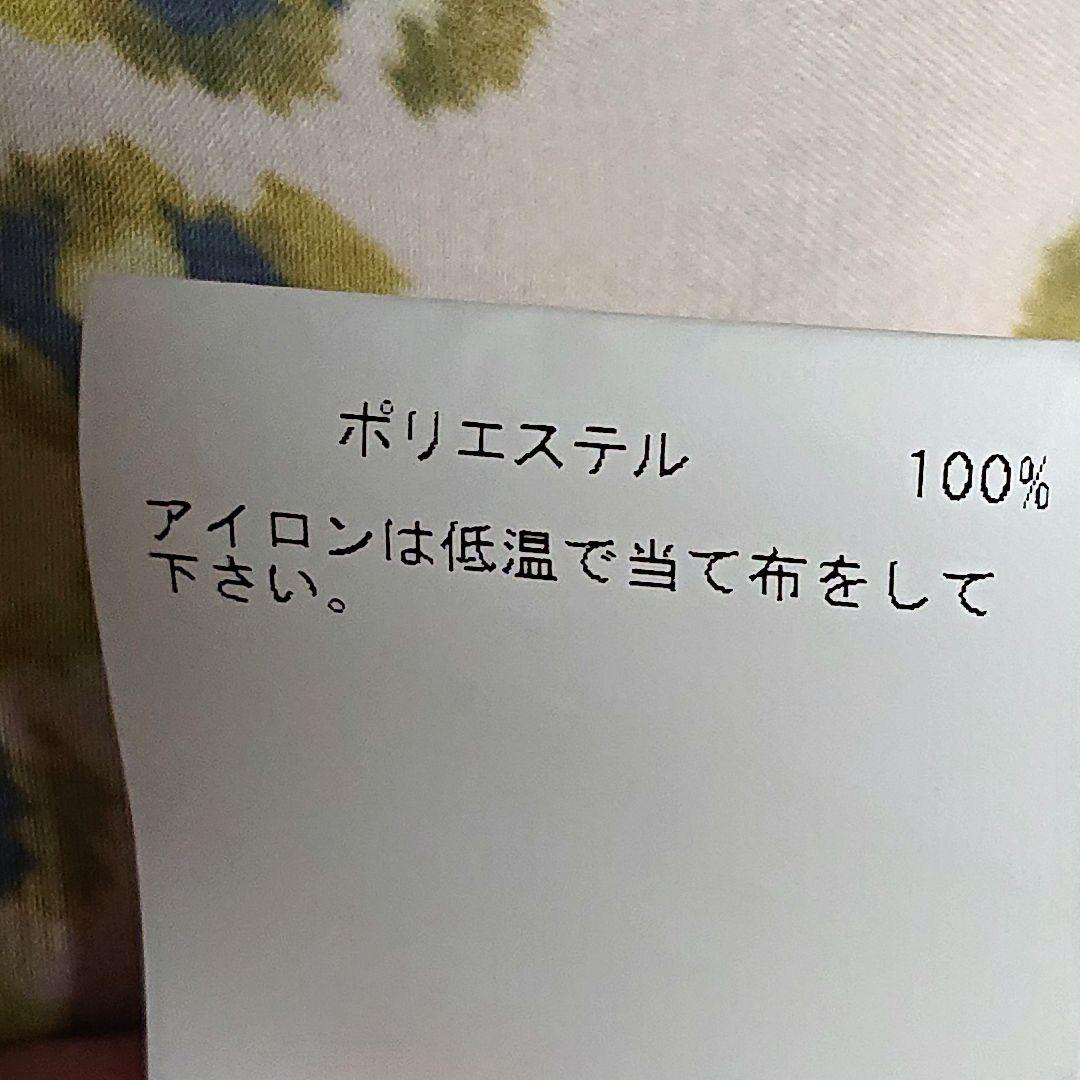 ポリエステル 100%
アイロンは低温で当て布をして
下さい。